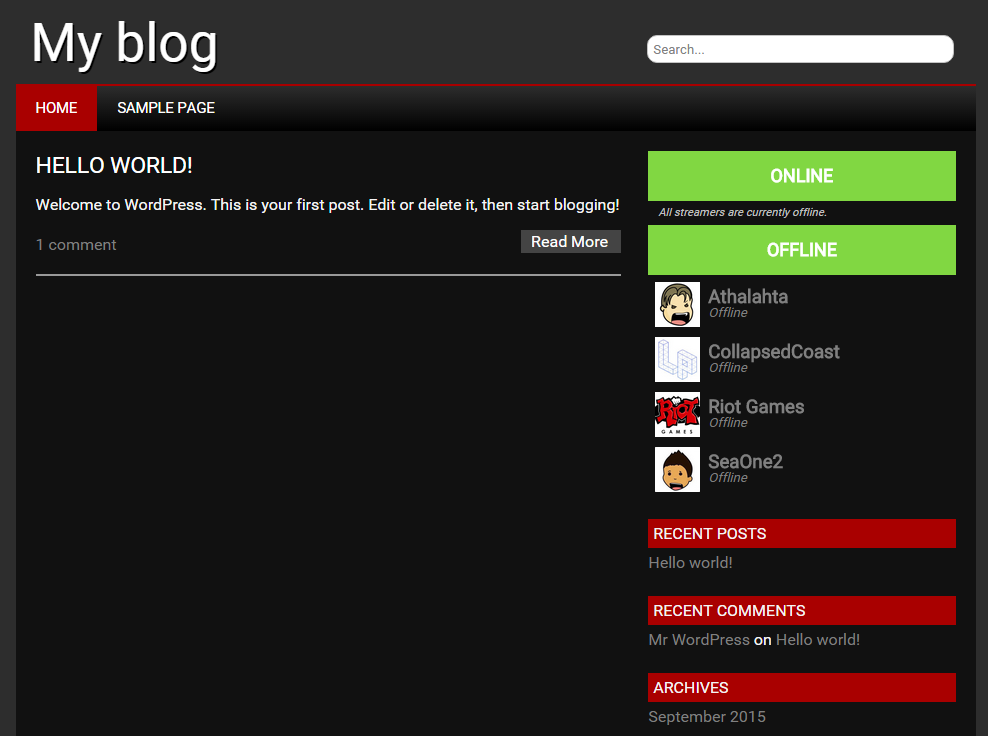 My blog
Search...
HOME
SAMPLE PAGE
HELLO WORLD!
Welcome to WordPress. This is your first post. Edit or delete it, then start blogging!
1 comment
Read More
ONLINE
All streamers are currently offline.
OFFLINE
Athalahta
Offline
LP
CollapsedCoast
Offline
RIOT
GAMES
Riot Games
Offline
SeaOne2
Offline
RECENT POSTS
Hello world!
RECENT COMMENTS
Mr WordPress on Hello world!
ARCHIVES
September 2015